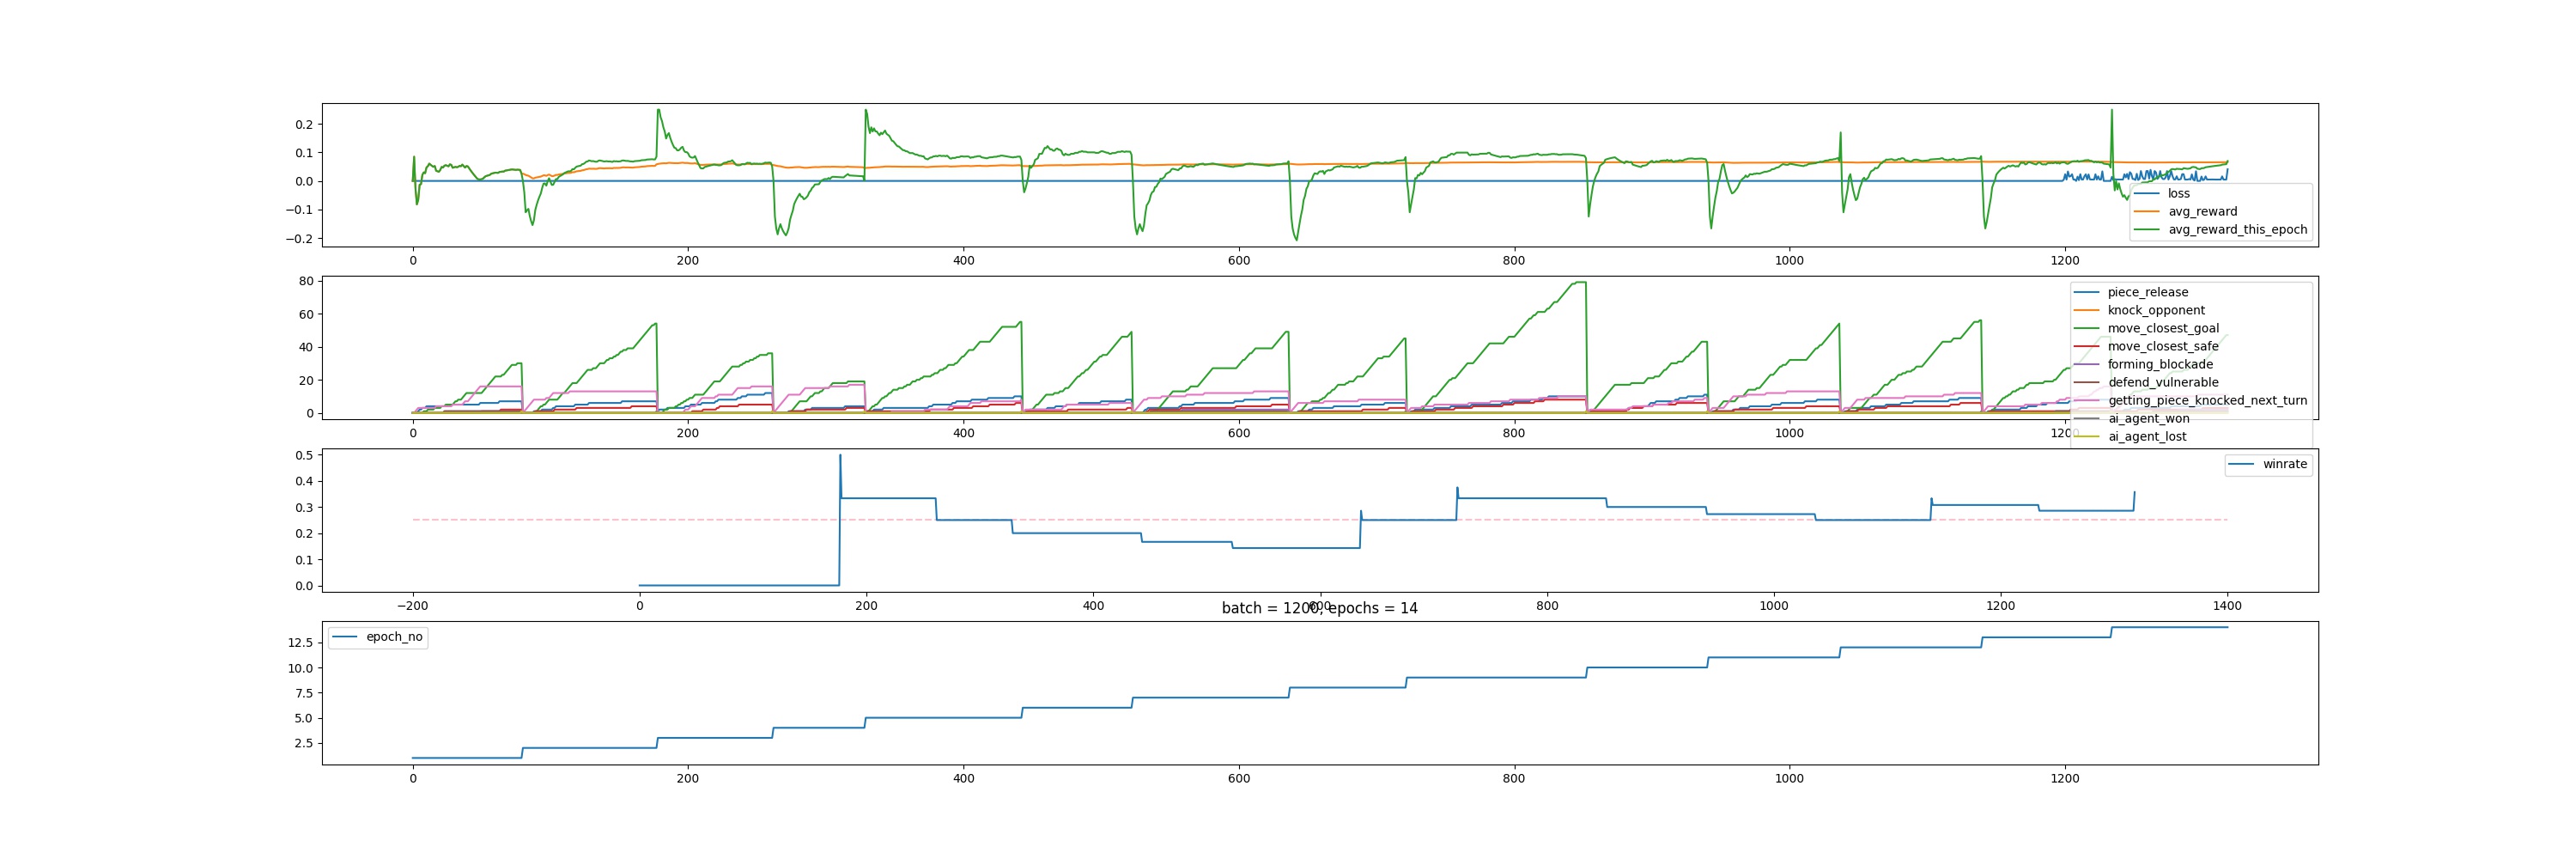 0.2
0.1
0.0
−0.1
−0.2
loss
avg_reward
avg_reward_this_epoch
0 200 400 600 800 1000 1200
80
60
40
20
0
piece_release
knock_opponent
move_closest_goal
move_closest_safe
forming_blockade
defend_vulnerable
getting_piece_knocked_next_turn
ai_agent_won
ai_agent_lost
0 200 400 600 800 1000 1200
0.5
0.4
0.3
0.2
0.1
0.0
winrate
−200 0 200 400 600 800 1000 1200 1400
batch = 1200, epochs = 14
12.5
10.0
7.5
5.0
2.5
epoch_no
0 200 400 600 800 1000 1200